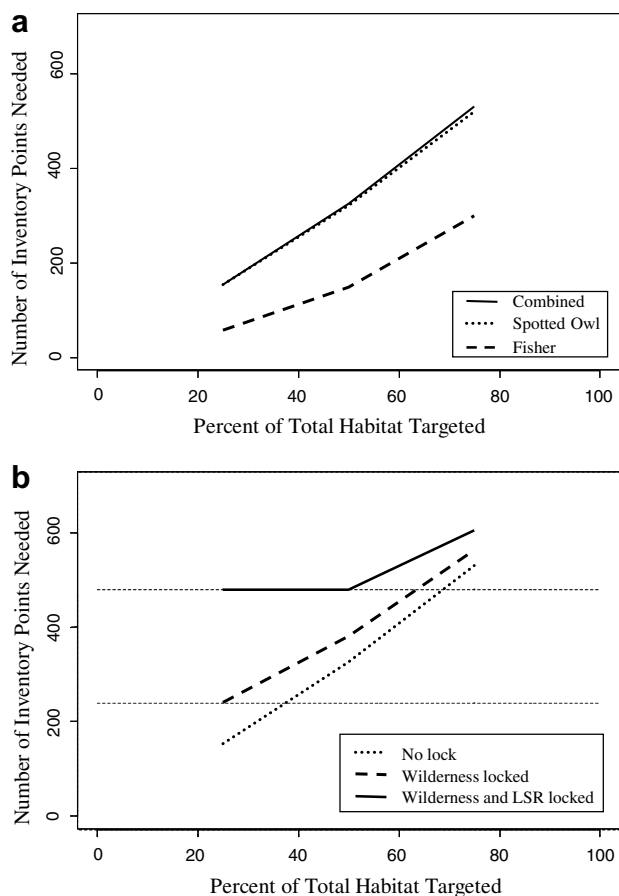 a
Number of Inventory Points Needed
600
400
200
0
Combined
Spotted Owl
Fisher
0 20 40 60 80 100
Percent of Total Habitat Targeted
b
Number of Inventory Points Needed
600
400
200
0
No lock
Wilderness locked
Wilderness and LSR locked
0 20 40 60 80 100
Percent of Total Habitat Targeted